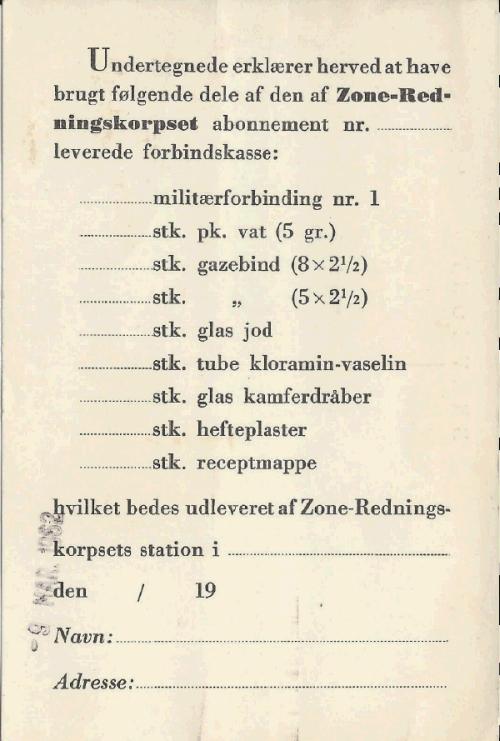 Undertegnede erklærer herved at have
brugt følgende dele af den af Zone-Red-
ningskorpset abonnement nr. ....................
leverede forbindskasse:
....................militærforbinding nr. 1
....................stk. pk. vat (5 gr.)
....................stk. gazebind (8×2½)
....................stk. „ (5×2½)
....................stk. glas jod
....................stk. tube kloramin-vaselin
....................stk. glas kamferdråber
....................stk. hefteplaster
....................stk. receptmappe
hvilket bedes udleveret af Zone-Rednings-
korpsets station i ....................
den / 19
Navn:....................
Adresse:....................